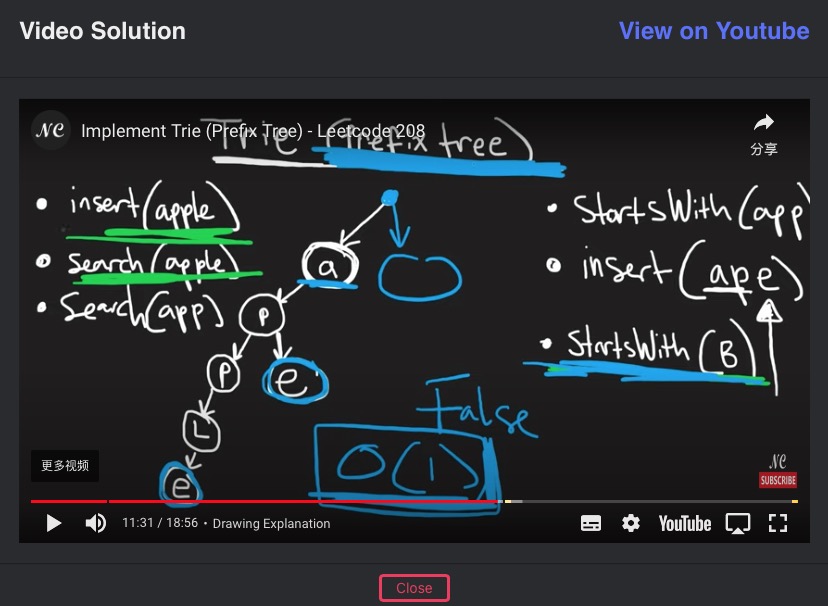 Video Solution
View on Youtube
NC
Implement Trie (Prefix Tree) - Leetcode 208
分享
Trie (Prefix tree)
insert(apple)
Search(apple)
Search(app)
StartsWith(app
insert(ape)
StartsWith(B)
a
P
P
e
L
e
False
O(1)
更多视频
NC
SUBSCRIBE
11:31 / 18:56 • Drawing Explanation
YouTube
Close